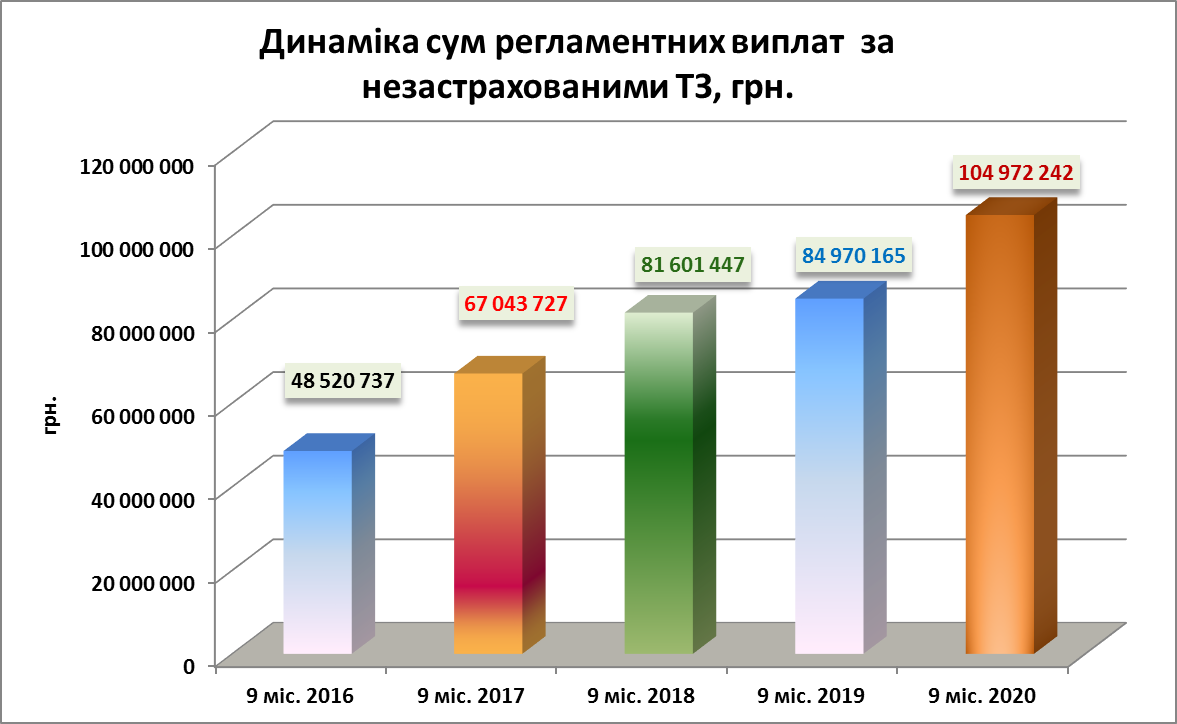 Динаміка сум регламентних виплат за
незастрахованими ТЗ, грн.
120 000 000
100 000 000
80 000 000
60 000 000
40 000 000
20 000 000
0
грн.
48 520 737
67 043 727
81 601 447
84 970 165
104 972 242
9 міс. 2016
9 міс. 2017
9 міс. 2018
9 міс. 2019
9 міс. 2020